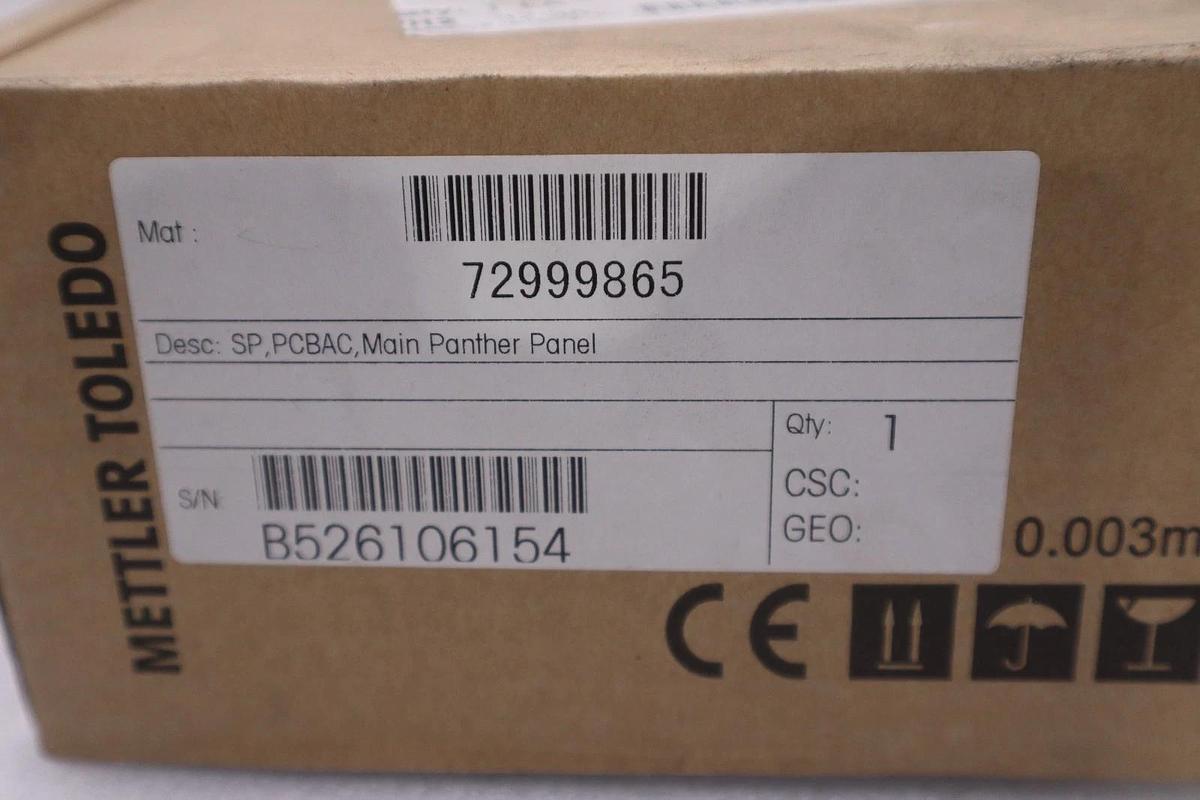 METTLER TOLEDO
Mat :
72999865
Desc: SP,PCBAC,Main Panther Panel
Qty: 1
S/N:
B526106154
CSC:
GEO:
0.003m
CE